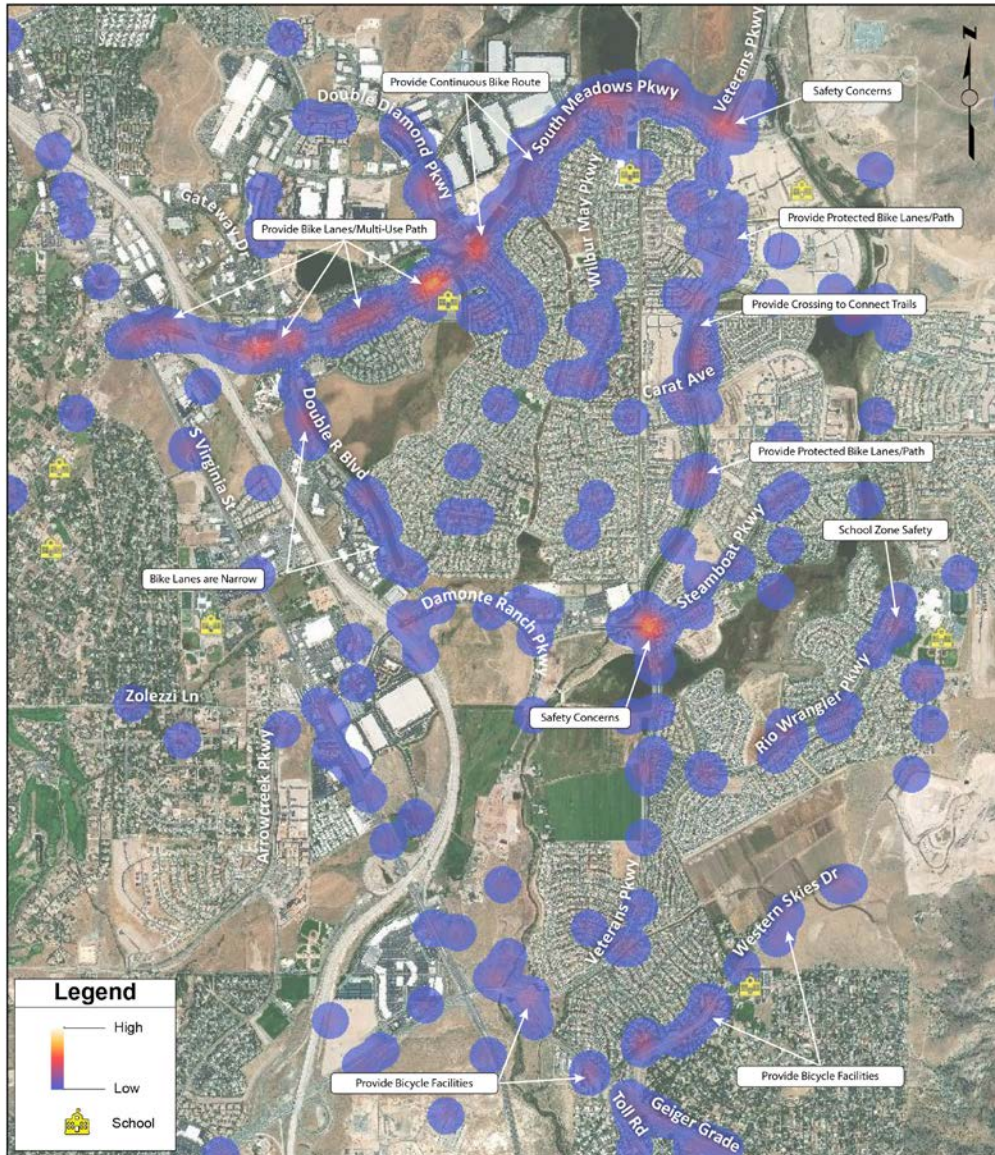 Provide Continuous Bike Route
Veterans Pkwy
Safety Concerns
N
Double Diamond Pkwy
South Meadows Pkwy
Gateway Dr
Provide Bike Lanes/Multi-Use Path
Wilbur May Pkwy
Provide Protected Bike Lanes/Path
Provide Crossing to Connect Trails
Carat Ave
Double R Blvd
S Virginia St
Provide Protected Bike Lanes/Path
Steamboat Pkwy
School Zone Safety
Bike Lanes are Narrow
Damonte Ranch Pkwy
Zolezzi Ln
Safety Concerns
Rio Wrangler Pkwy
Arrowcreek Pkwy
Veterans Pkwy
Western Skies Dr
Legend
High
Low
School
Provide Bicycle Facilities
Provide Bicycle Facilities
Toll Rd
Geiger Grade